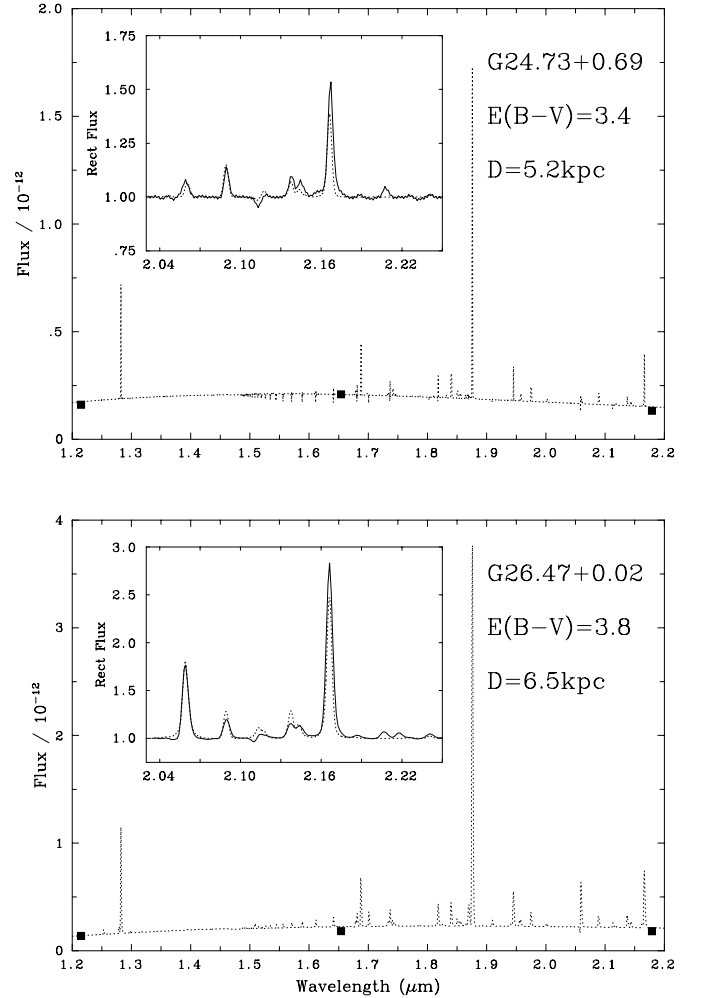 2.0
1.5
1.0
.5
0
Flux / 10⁻¹²
1.75
1.50
1.25
1.00
.75
Rect Flux
2.04 2.10 2.16 2.22
G24.73+0.69
E(B−V)=3.4
D=5.2kpc
1.2 1.3 1.4 1.5 1.6 1.7 1.8 1.9 2.0 2.1 2.2
4
3
2
1
0
Flux / 10⁻¹²
3.0
2.5
2.0
1.5
1.0
Rect Flux
2.04 2.10 2.16 2.22
G26.47+0.02
E(B−V)=3.8
D=6.5kpc
1.2 1.3 1.4 1.5 1.6 1.7 1.8 1.9 2.0 2.1 2.2
Wavelength (μm)